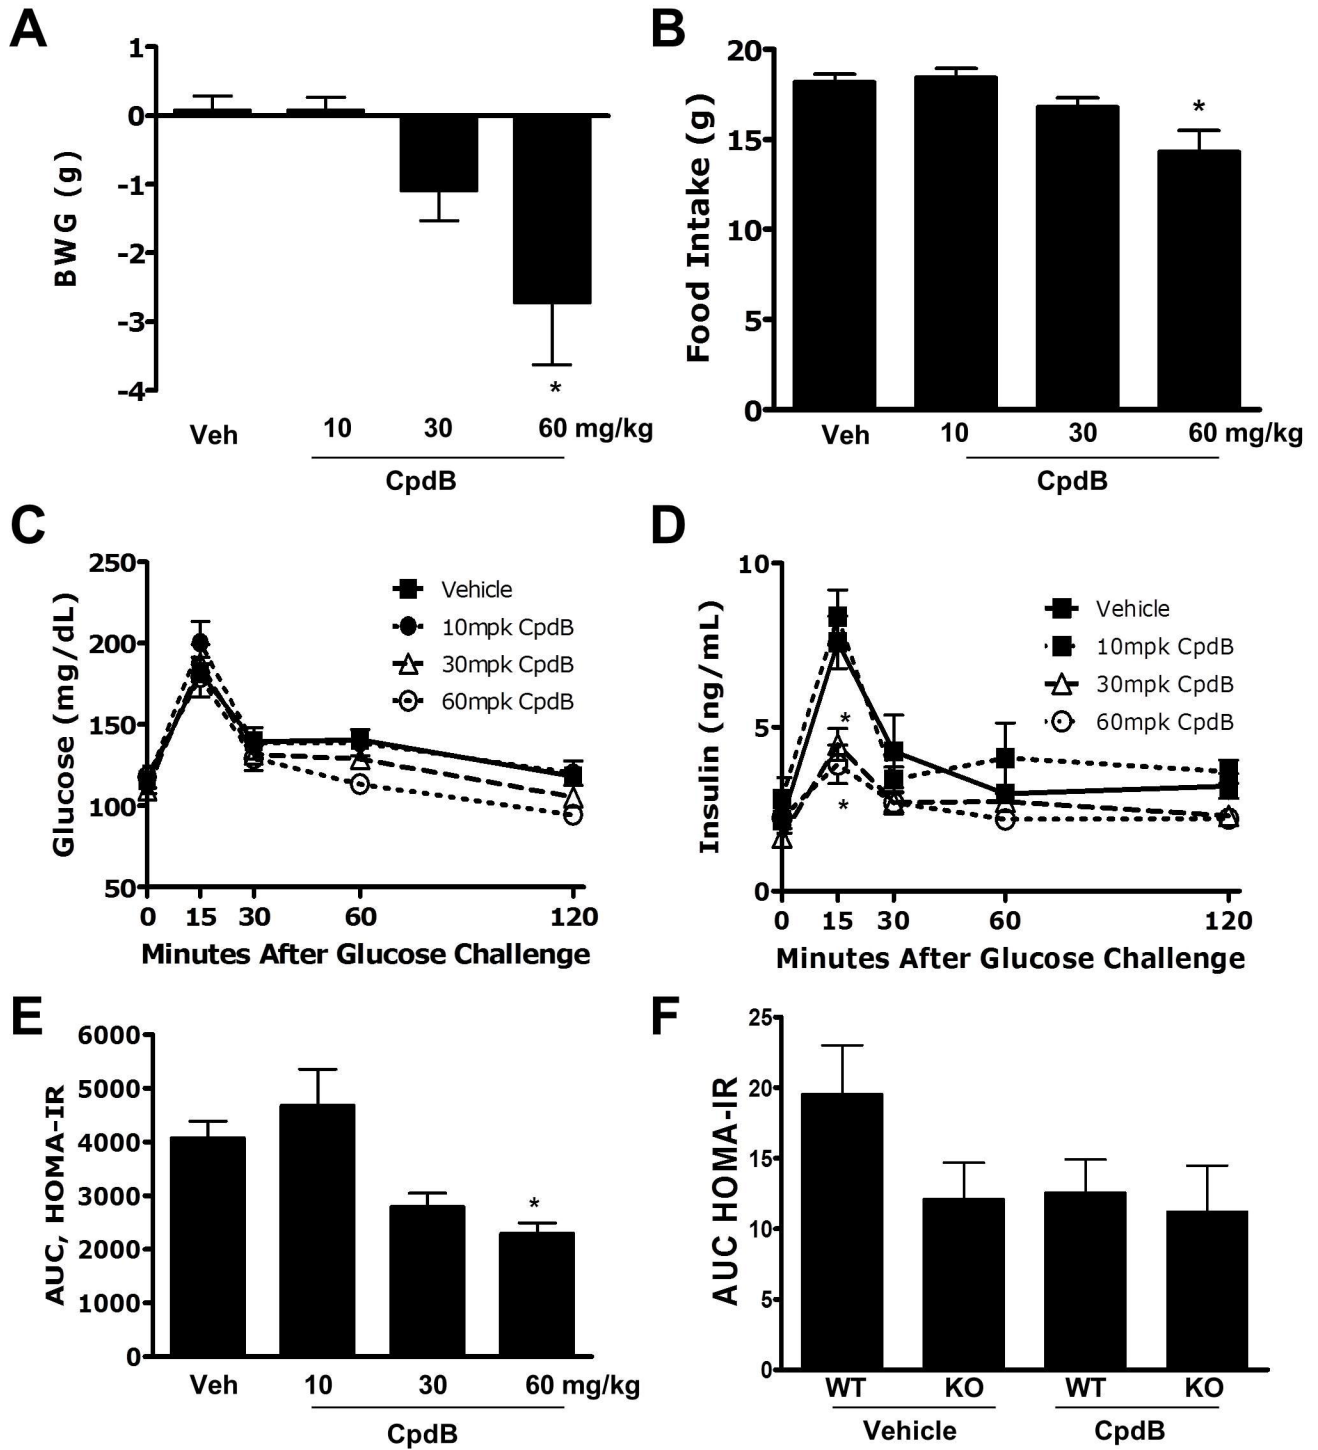 A
1
0
-1
-2
-3
-4
BWG (g)
Veh
10
30
60 mg/kg
CpdB
B
20
15
10
5
0
Food Intake (g)
*
*
Veh
10
30
60 mg/kg
CpdB
C
250
200
150
100
50
Glucose (mg/dL)
Vehicle
10mpk CpdB
30mpk CpdB
60mpk CpdB
0 15 30 60 120
Minutes After Glucose Challenge
D
10
5
0
Insulin (ng/mL)
Vehicle
10mpk CpdB
30mpk CpdB
60mpk CpdB
*
*
0 15 30 60 120
Minutes After Glucose Challenge
E
6000
5000
4000
3000
2000
1000
0
AUC, HOMA-IR
*
Veh
10
30
60 mg/kg
CpdB
F
25
20
15
10
5
0
AUC HOMA-IR
WT KO WT KO
Vehicle CpdB